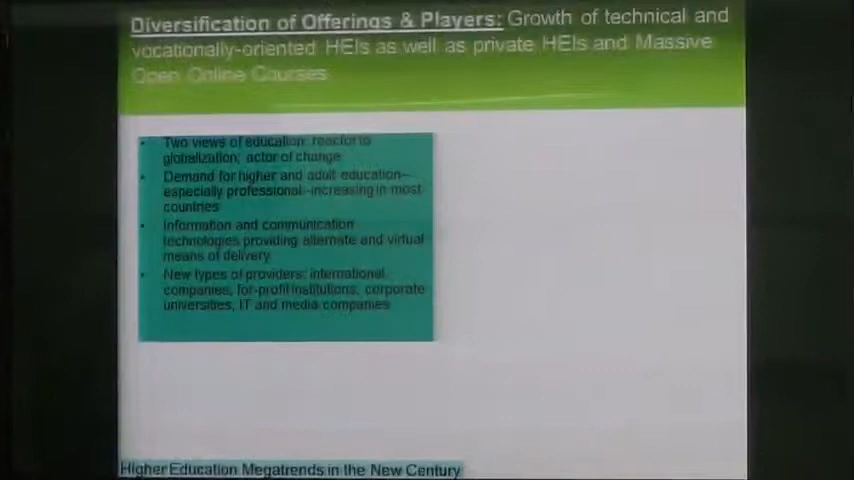 Diversification of Offerings & Players: Growth of technical and
vocationally-oriented HEIs as well as private HEIs and Massive
Open Online Courses
• Two views of education: reactor to
globalization; actor of change
• Demand for higher and adult education--
especially professional--increasing in most
countries
• Information and communication
technologies providing alternate and virtual
means of delivery
• New types of providers: international
companies, for-profit institutions, corporate
universities, IT and media companies
Higher Education Megatrends in the New Century